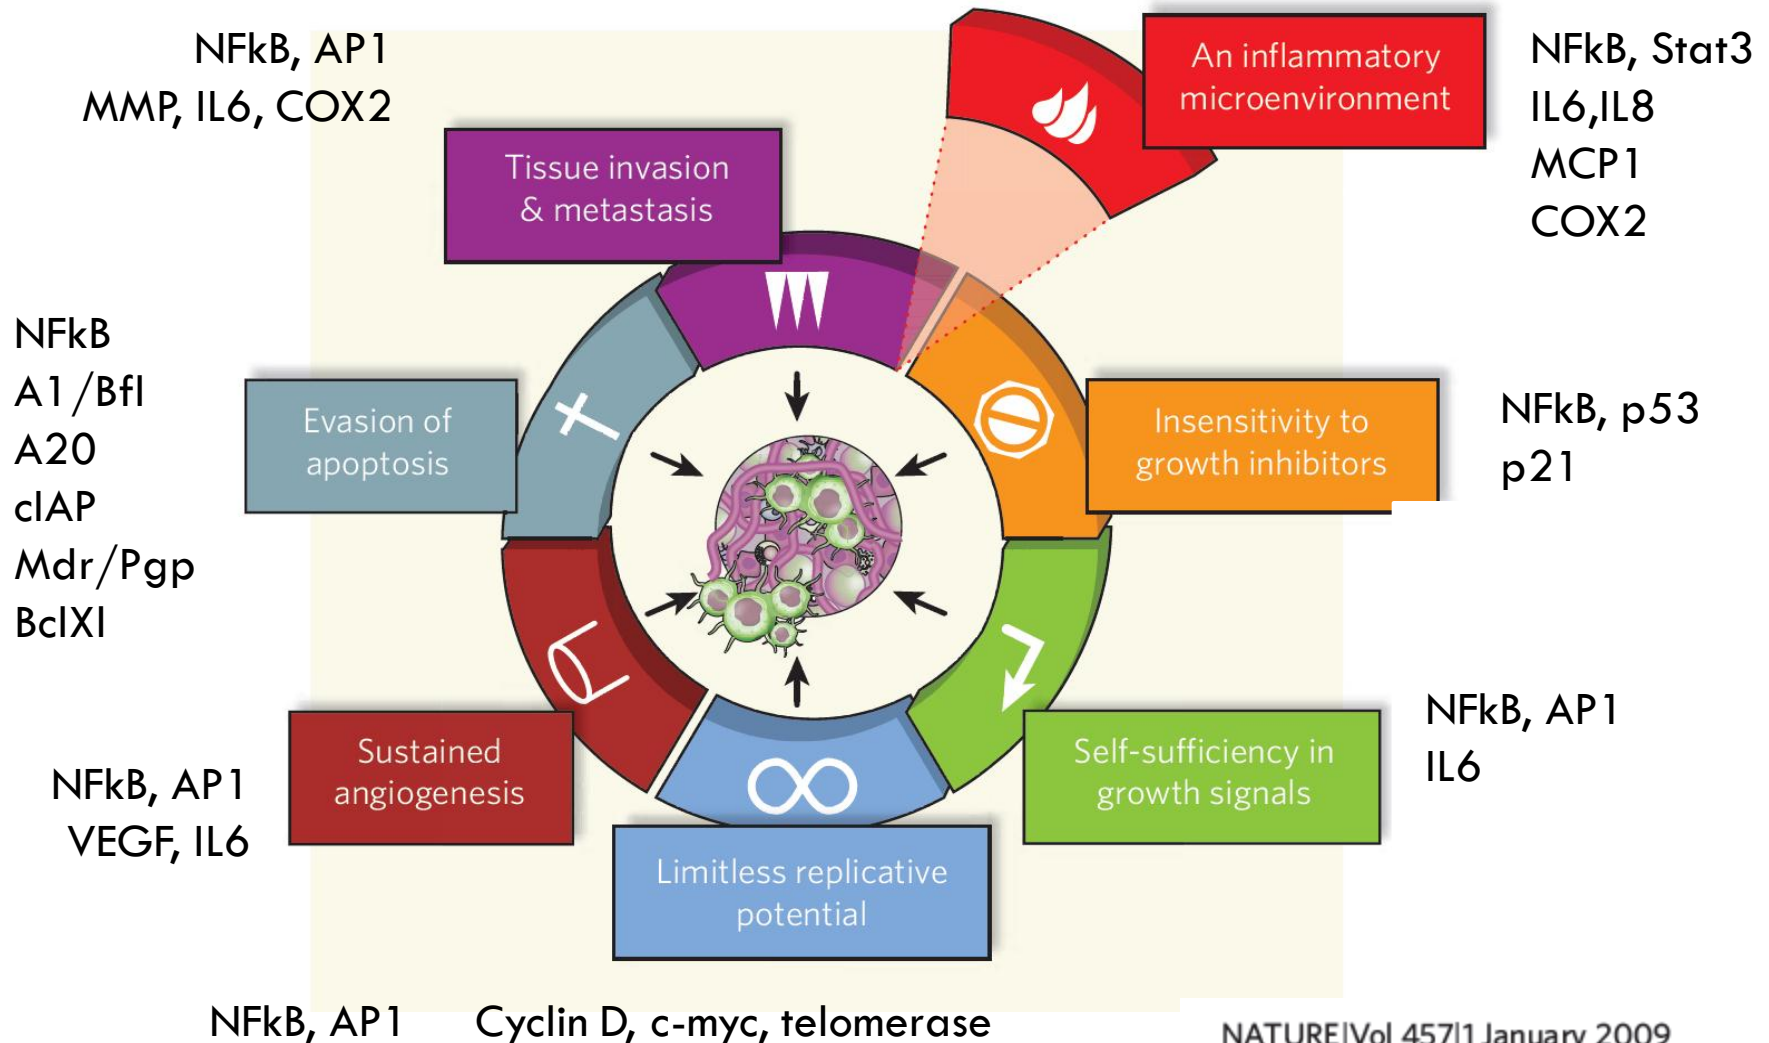 NFkB, AP1
MMP, IL6, COX2
Tissue invasion
& metastasis
An inflammatory
microenvironment
NFkB, Stat3
IL6,IL8
MCP1
COX2
NFkB
A1/Bfl
A20
cIAP
Mdr/Pgp
BclXl
Evasion of
apoptosis
Insensitivity to
growth inhibitors
NFkB, p53
p21
Sustained
angiogenesis
NFkB, AP1
VEGF, IL6
Self-sufficiency in
growth signals
NFkB, AP1
IL6
Limitless replicative
potential
NFkB, AP1
Cyclin D, c-myc, telomerase
NATURE|Vol 457|1 January 2009